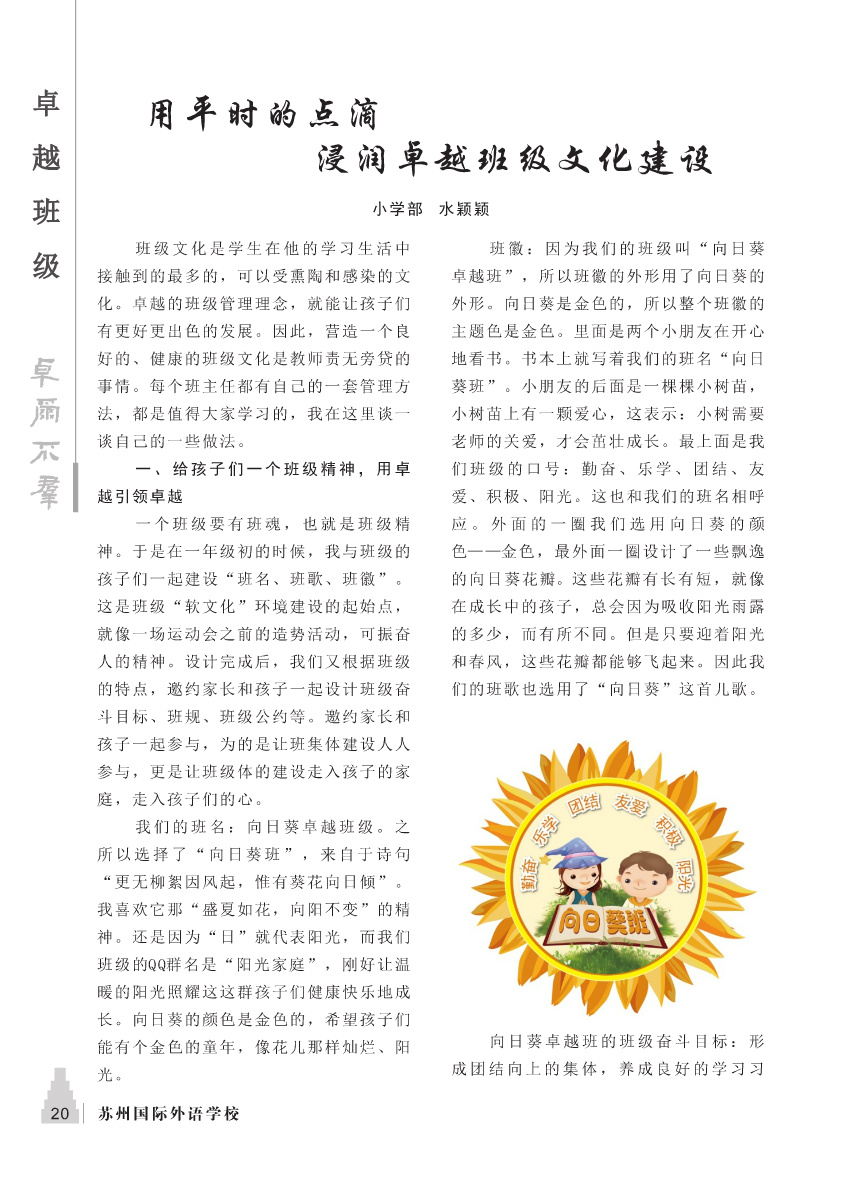 卓越班级
卓尔不群
用平时的点滴
浸润卓越班级文化建设
小学部 水颖颖
班级文化是学生在他的学习生活中
接触到的最多的，可以受熏陶和感染的文
化。卓越的班级管理理念，就能让孩子们
有更好更出色的发展。因此，营造一个良
好的、健康的班级文化是教师责无旁贷的
事情。每个班主任都有自己的一套管理方
法，都是值得大家学习的，我在这里谈一
谈自己的一些做法。
一、给孩子们一个班级精神，用卓
越引领卓越
一个班级要有班魂，也就是班级精
神。于是在一年级初的时候，我与班级的
孩子们一起建设“班名、班歌、班徽”。
这是班级“软文化”环境建设的起始点，
就像一场运动会之前的造势活动，可振奋
人的精神。设计完成后，我们又根据班级
的特点，邀约家长和孩子一起设计班级奋
斗目标、班规、班级公约等。邀约家长和
孩子一起参与，为的是让班集体建设人人
参与，更是让班级体的建设走入孩子的家
庭，走入孩子们的心。
我们的班名：向日葵卓越班级。之
所以选择了“向日葵班”，来自于诗句
“更无柳絮因风起，惟有葵花向日倾”。
我喜欢它那“盛夏如花，向阳不变”的精
神。还是因为“日”就代表阳光，而我们
班级的QQ群名是“阳光家庭”，刚好让温
暖的阳光照耀这这群孩子们健康快乐地成
长。向日葵的颜色是金色的，希望孩子们
能有个金色的童年，像花儿那样灿烂、阳
光。
班徽：因为我们的班级叫“向日葵
卓越班”，所以班徽的外形用了向日葵的
外形。向日葵是金色的，所以整个班徽的
主题色是金色。里面是两个小朋友在开心
地看书。书本上就写着我们的班名“向日
葵班”。小朋友的后面是一棵棵小树苗，
小树苗上有一颗爱心，这表示：小树需要
老师的关爱，才会茁壮成长。最上面是我
们班级的口号：勤奋、乐学、团结、友
爱、积极、阳光。这也和我们的班名相呼
应。外面的一圈我们选用向日葵的颜
色——金色，最外面一圈设计了一些飘逸
的向日葵花瓣。这些花瓣有长有短，就像
在成长中的孩子，总会因为吸收阳光雨露
的多少，而有所不同。但是只要迎着阳光
和春风，这些花瓣都能够飞起来。因此我
们的班歌也选用了“向日葵”这首儿歌。
勤奋 乐学 团结 友爱 积极 阳光
向日葵班
向日葵卓越班的班级奋斗目标：形
成团结向上的集体，养成良好的学习习
20 苏州国际外语学校